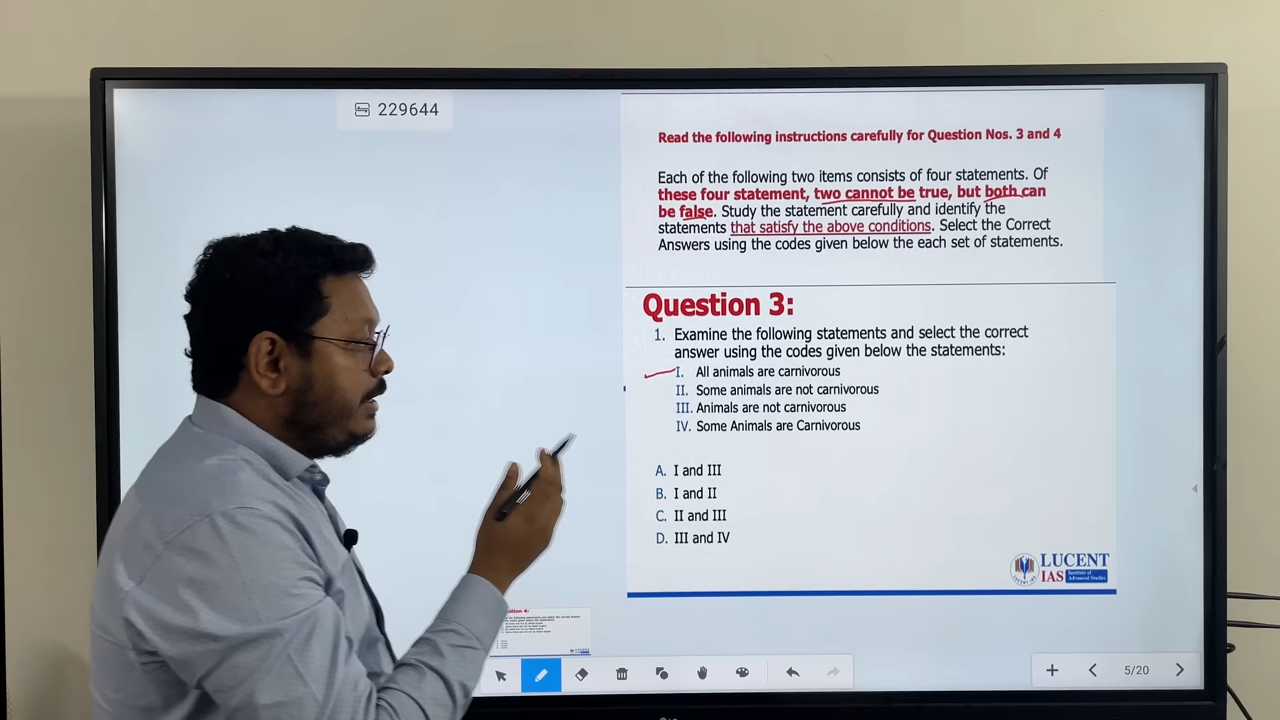 229644
Read the following instructions carefully for Question Nos. 3 and 4
Each of the following two items consists of four statements. Of
these four statement, two cannot be true, but both can
be false. Study the statement carefully and identify the
statements that satisfy the above conditions. Select the Correct
Answers using the codes given below the each set of statements.
Question 3:
1. Examine the following statements and select the correct
answer using the codes given below the statements:
I. All animals are carnivorous
II. Some animals are not carnivorous
III. Animals are not carnivorous
IV. Some Animals are Carnivorous
A. I and III
B. I and II
C. II and III
D. III and IV
LUCENT
IAS Institute of
Advanced Studies
5/20